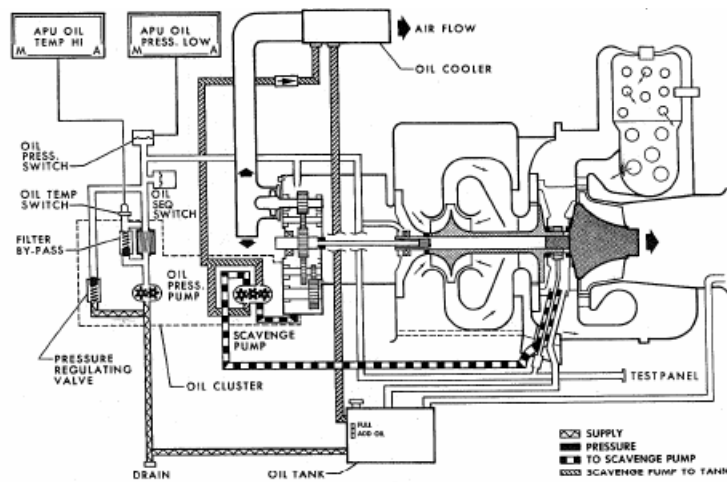 APU OIL
TEMP HI
M A
APU OIL
PRESS. LOW
M A
AIR FLOW
OIL COOLER
OIL
PRESS.
SWITCH
OIL TEMP
SWITCH
OIL
SEQ
SWITCH
FILTER
BY-PASS
OIL
PRESS.
PUMP
SCAVENGE
PUMP
PRESSURE
REGULATING
VALVE
OIL CLUSTER
TEST PANEL
FULL
ADD-OIL
DRAIN
OIL TANK
SUPPLY
PRESSURE
TO SCAVENGE PUMP
SCAVENGE PUMP TO TANK